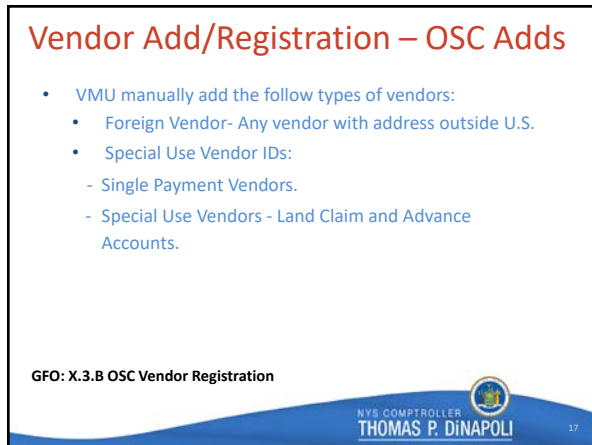 Vendor Add/Registration – OSC Adds
• VMU manually add the follow types of vendors:
• Foreign Vendor- Any vendor with address outside U.S.
• Special Use Vendor IDs:
- Single Payment Vendors.
- Special Use Vendors - Land Claim and Advance
Accounts.
GFO: X.3.B OSC Vendor Registration
NYS COMPTROLLER
THOMAS P. DiNAPOLI
17